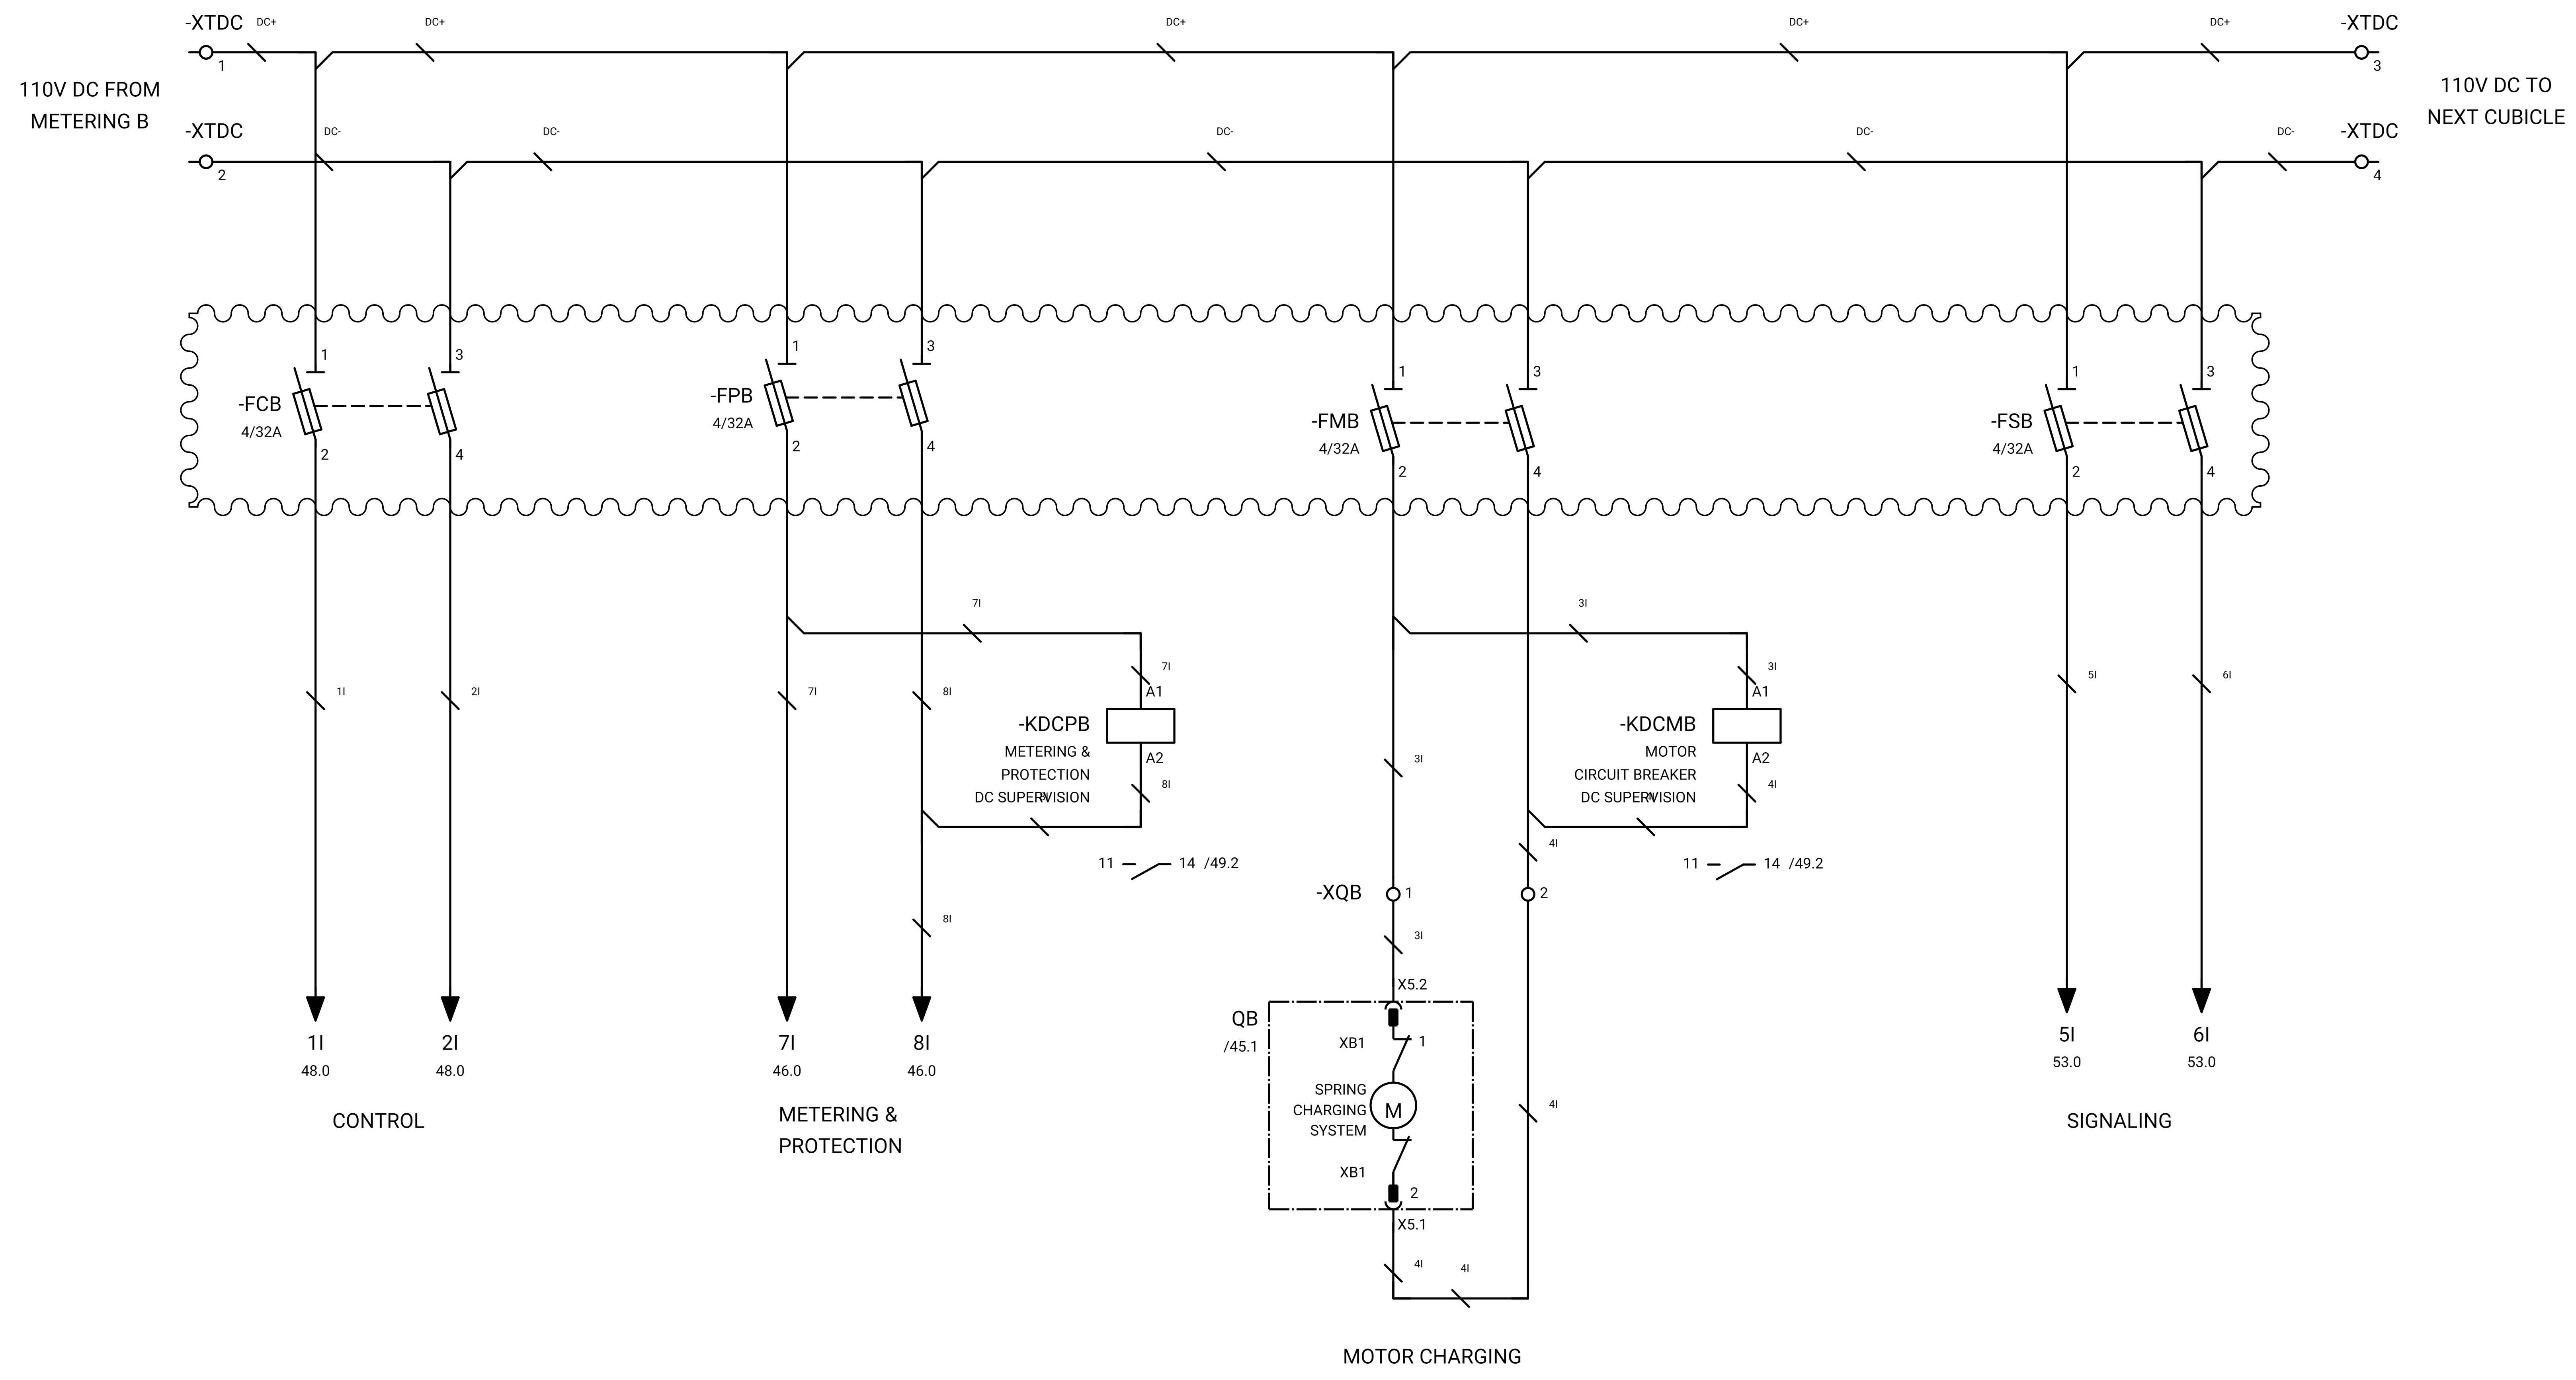 -XTDC
DC+
DC+
DC+
DC+
DC+
-XTDC
1
3
110V DC FROM
METERING B
110V DC TO
NEXT CUBICLE
-XTDC
DC-
DC-
DC-
DC-
DC-
-XTDC
2
4
1
3
-FCB
4/32A
2
4
1
3
-FPB
4/32A
2
4
1
3
-FMB
4/32A
2
4
1
3
-FSB
4/32A
2
4
7I
3I
7I
3I
1I
2I
7I
8I
A1
A1
5I
6I
-KDCPB
METERING &
PROTECTION
DC SUPERVISION
A2
8I
-KDCMB
MOTOR
CIRCUIT BREAKER
DC SUPERVISION
A2
4I
3I
4I
11
14 /49.2
11
14 /49.2
-XQB
1
2
8I
3I
X5.2
QB
/45.1
XB1
1
SPRING
CHARGING
SYSTEM
M
XB1
2
X5.1
4I
4I
4I
1I
48.0
2I
48.0
7I
46.0
8I
46.0
5I
53.0
6I
53.0
CONTROL
METERING &
PROTECTION
SIGNALING
MOTOR CHARGING